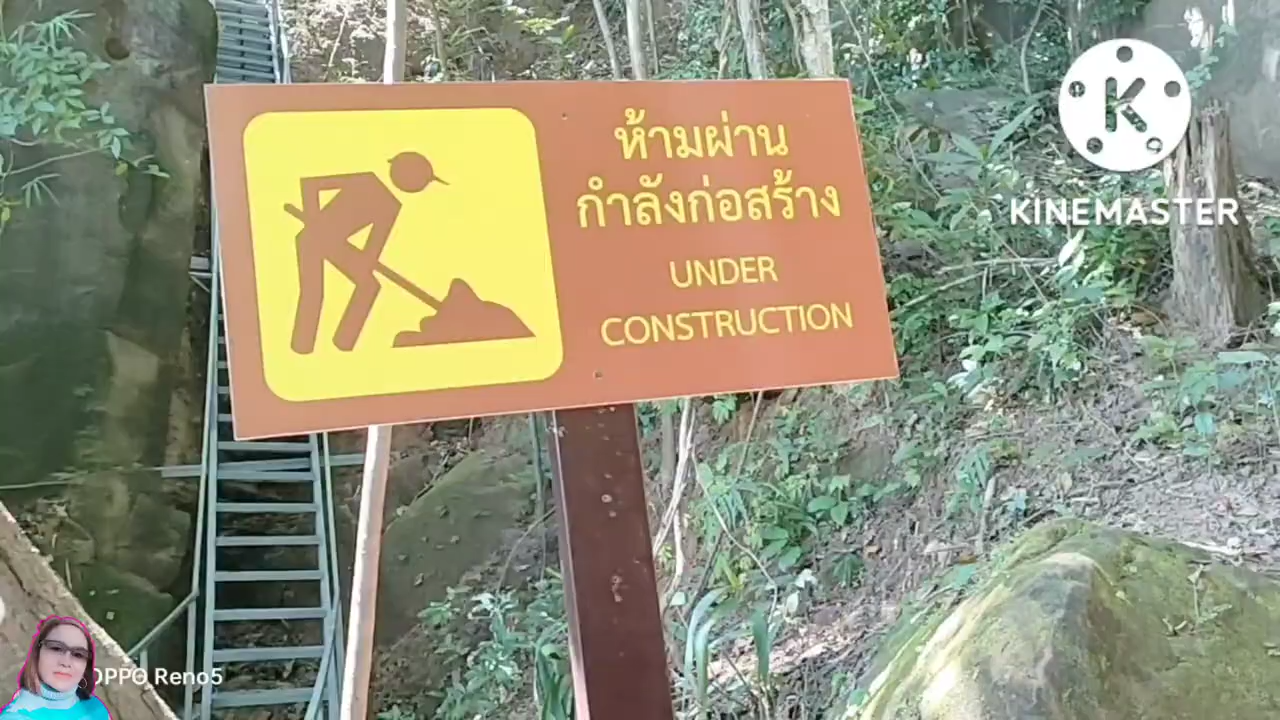 ห้ามผ่าน
กำลังก่อสร้าง
UNDER
CONSTRUCTION
K
KINEMASTER
OPPO Reno5